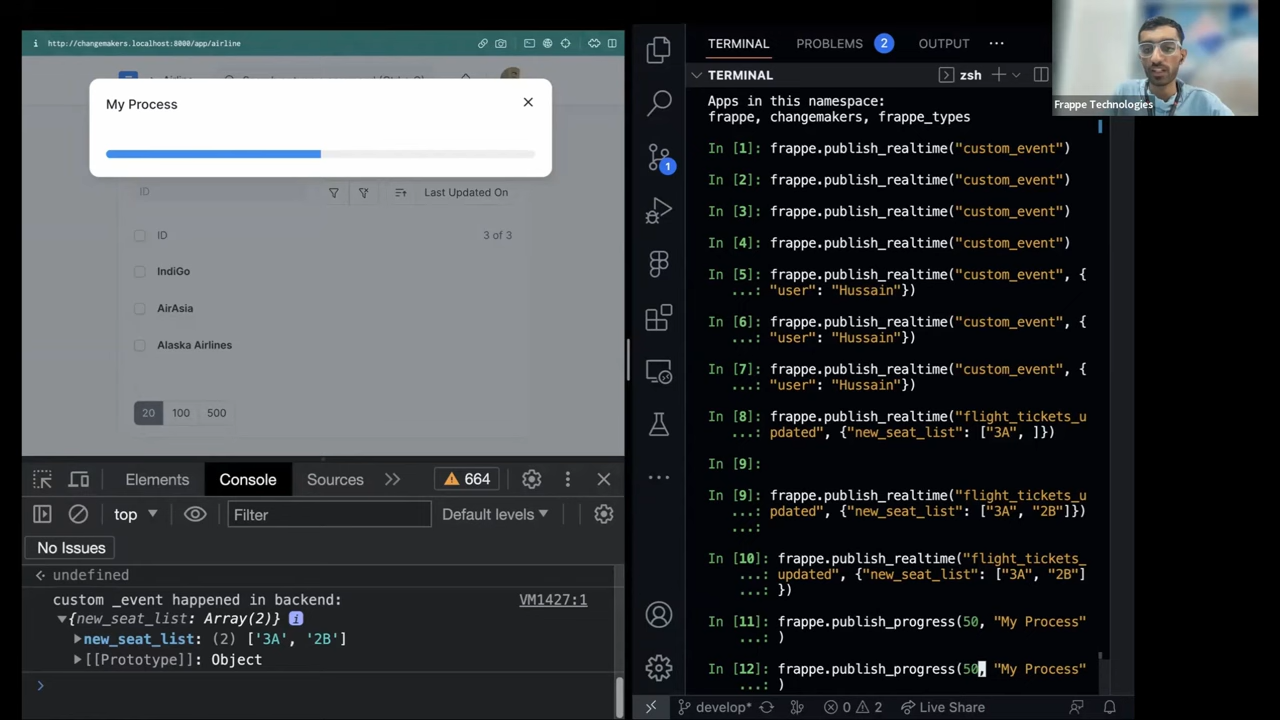 http://changemakers.localhost:8000/app/airline
My Process
ID
Last Updated On
ID
3 of 3
IndiGo
AirAsia
Alaska Airlines
20 100 500
Elements Console Sources 664
top Filter Default levels
No Issues
undefined
custom _event happened in backend: VM1427:1
{new_seat_list: Array(2)} i
new_seat_list: (2) ['3A', '2B']
[[Prototype]]: Object
TERMINAL PROBLEMS 2 OUTPUT
TERMINAL zsh
1
Apps in this namespace:
frappe, changemakers, frappe_types
In [1]: frappe.publish_realtime("custom_event")
In [2]: frappe.publish_realtime("custom_event")
In [3]: frappe.publish_realtime("custom_event")
In [4]: frappe.publish_realtime("custom_event")
In [5]: frappe.publish_realtime("custom_event", {
...: "user": "Hussain"})
In [6]: frappe.publish_realtime("custom_event", {
...: "user": "Hussain"})
In [7]: frappe.publish_realtime("custom_event", {
...: "user": "Hussain"})
In [8]: frappe.publish_realtime("flight_tickets_u
...: pdated", {"new_seat_list": ["3A", ]})
In [9]:
In [9]: frappe.publish_realtime("flight_tickets_u
...: pdated", {"new_seat_list": ["3A", "2B"]})
...:
In [10]: frappe.publish_realtime("flight_tickets_
...: updated", {"new_seat_list": ["3A", "2B"]
...: })
In [11]: frappe.publish_progress(50, "My Process"
...: )
In [12]: frappe.publish_progress(50, "My Process"
...: )
develop* 0 2 Live Share
Frappe Technologies